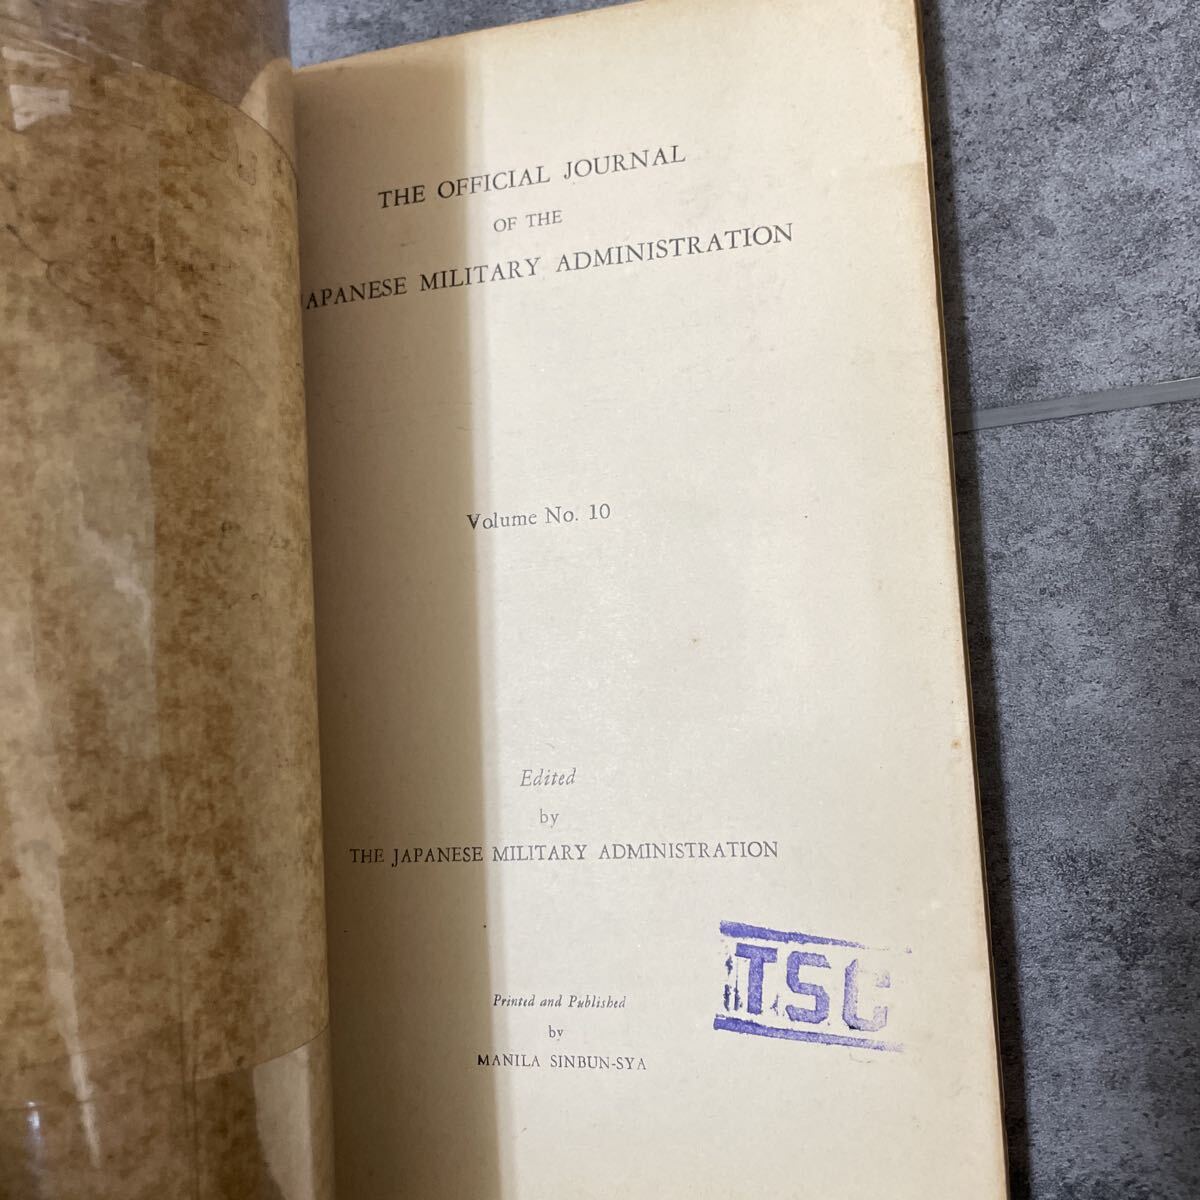 THE OFFICIAL JOURNAL
OF THE
JAPANESE MILITARY ADMINISTRATION
Volume No. 10
Edited
by
THE JAPANESE MILITARY ADMINISTRATION
Printed and Published
by
MANILA SINBUN-SYA
TSC